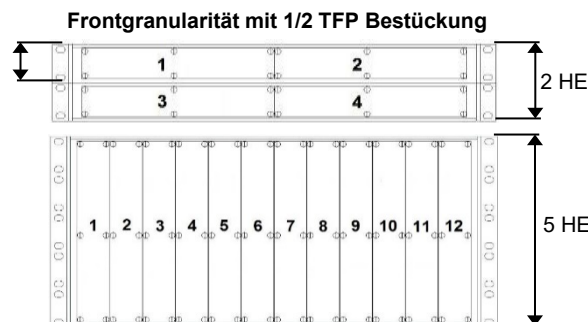 Frontgranularität mit 1/2 TFP Bestückung
1 2
2 HE
3 4
1 2 3 4 5 6 7 8 9 10 11 12
5 HE